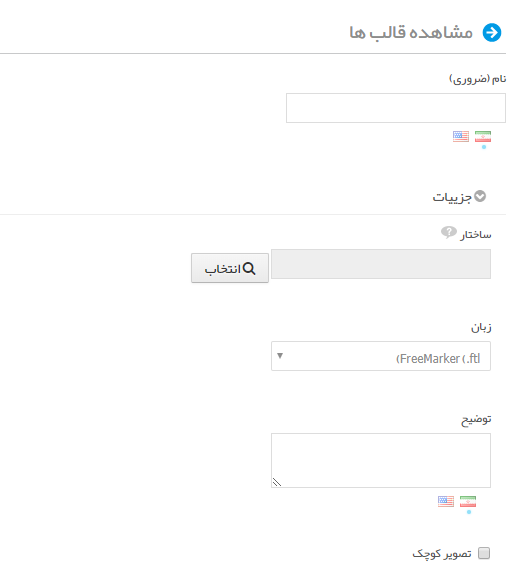 مشاهده قالب ها
نام (ضروری)
جزییات
ساختار
انتخاب
زبان
FreeMarker (.ftl)
توضیح
تصویر کوچک